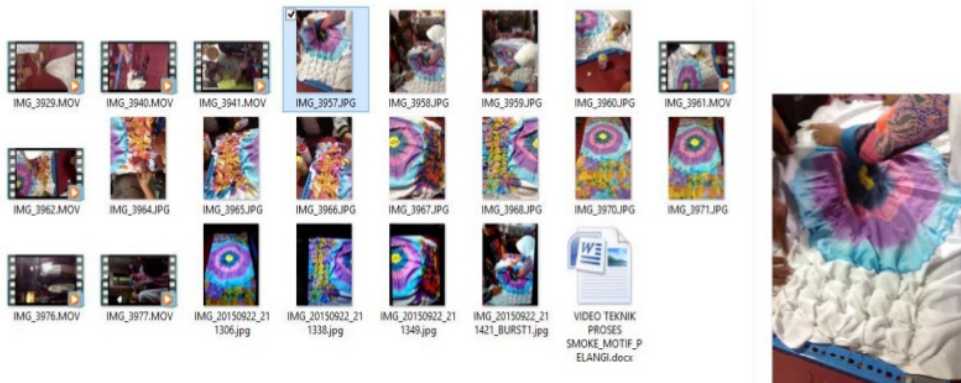 IMG_3929.MOV
IMG_3940.MOV
IMG_3941.MOV
IMG_3957.JPG
IMG_3958.JPG
IMG_3959.JPG
IMG_3960.JPG
IMG_3961.MOV
IMG_3962.MOV
IMG_3964.JPG
IMG_3965.JPG
IMG_3966.JPG
IMG_3967.JPG
IMG_3968.JPG
IMG_3970.JPG
IMG_3971.JPG
IMG_3976.MOV
IMG_3977.MOV
IMG_20150922_21
1306.jpg
IMG_20150922_21
1338.jpg
IMG_20150922_21
1349.jpg
IMG_20150922_21
1421_BURST1.jpg
W
VIDEO TEKNIK
PROSES
SMOKE_MOTIF_P
ELANGI.docx